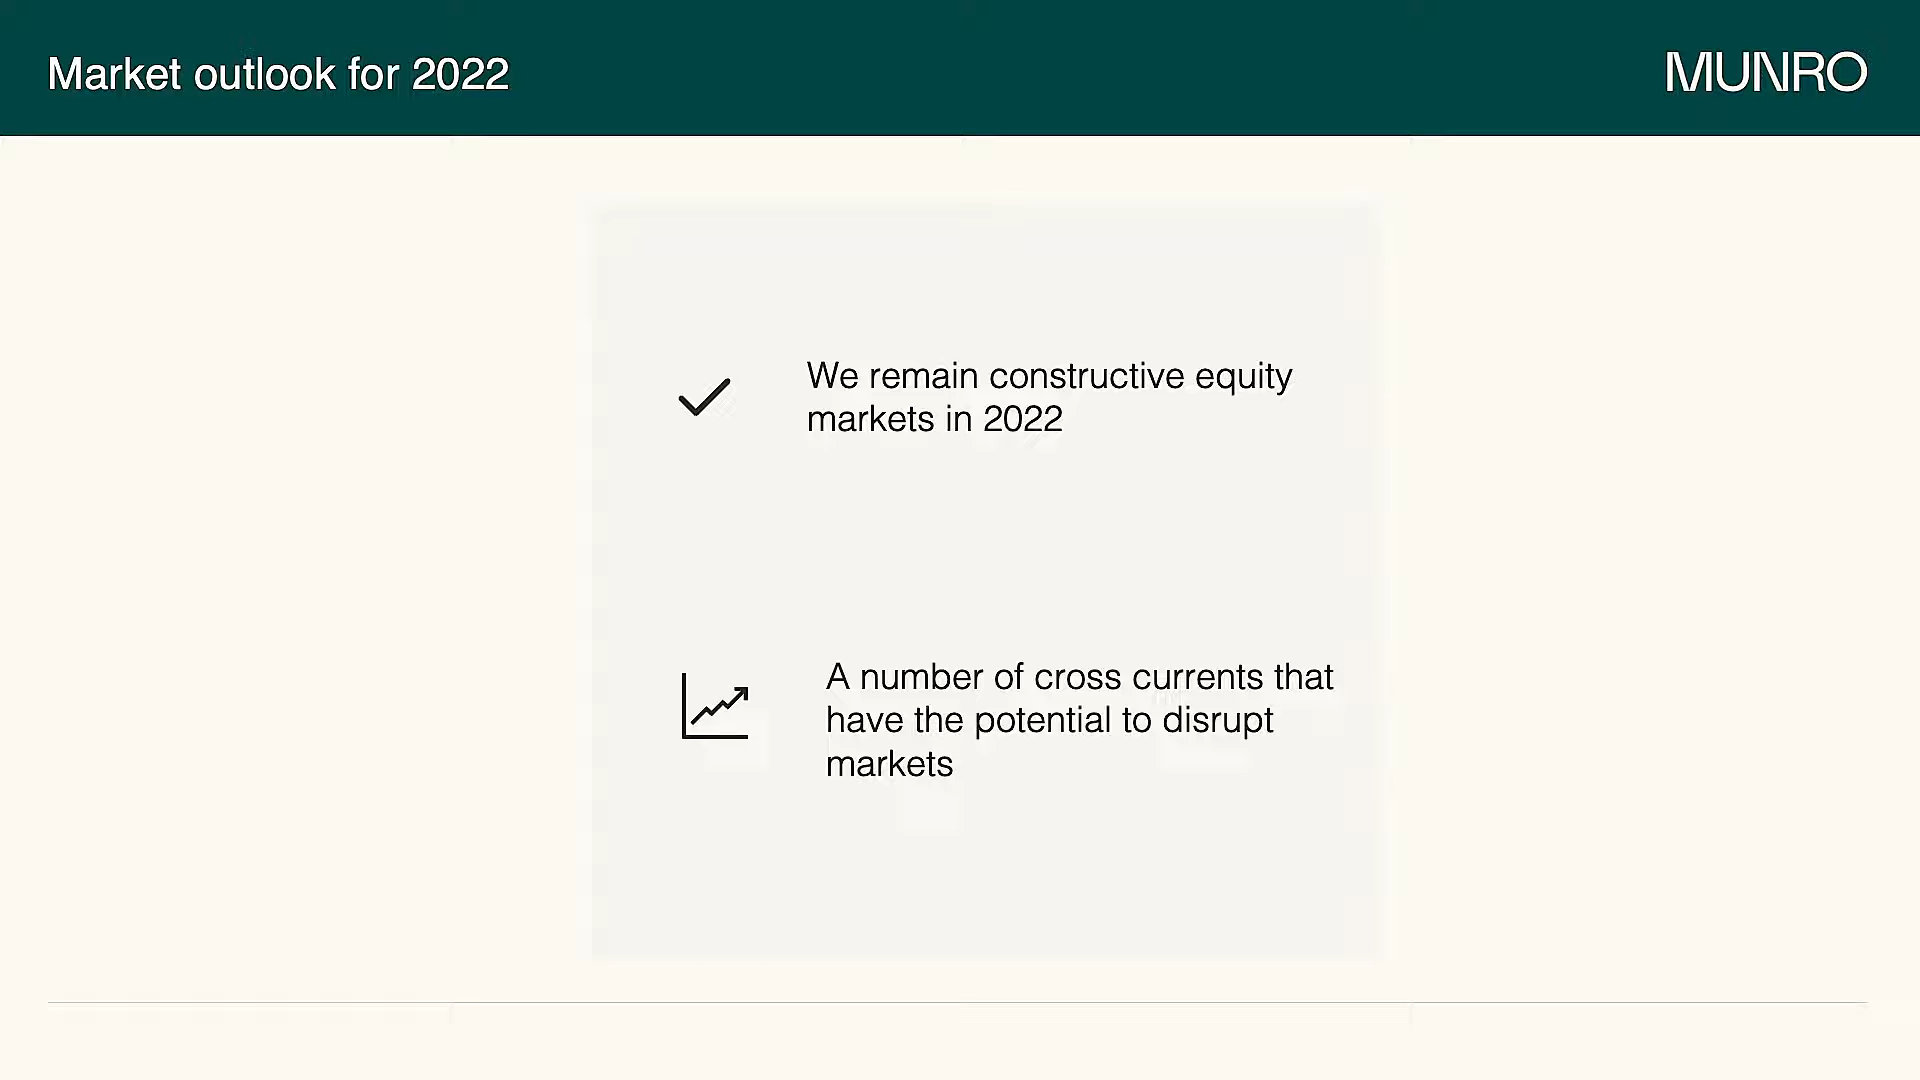 Market outlook for 2022
MUNRO
We remain constructive equity
markets in 2022
A number of cross currents that
have the potential to disrupt
markets